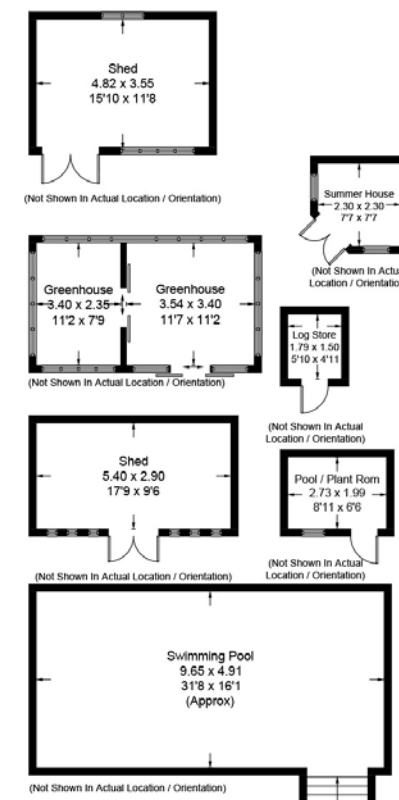 Shed
4.82 x 3.55
15'10 x 11'8
(Not Shown In Actual Location / Orientation)
Summer House
2.30 x 2.30
7'7 x 7'7
(Not Shown In Actual
Location / Orientation)
Greenhouse
3.40 x 2.35
11'2 x 7'9
Greenhouse
3.54 x 3.40
11'7 x 11'2
(Not Shown In Actual Location / Orientation)
Log Store
1.79 x 1.50
5'10 x 4'11
(Not Shown In Actual
Location / Orientation)
Shed
5.40 x 2.90
17'9 x 9'6
(Not Shown In Actual Location / Orientation)
Pool / Plant Rom
2.73 x 1.99
8'11 x 6'6
(Not Shown In Actual
Location / Orientation)
Swimming Pool
9.65 x 4.91
31'8 x 16'1
(Approx)
(Not Shown In Actual Location / Orientation)